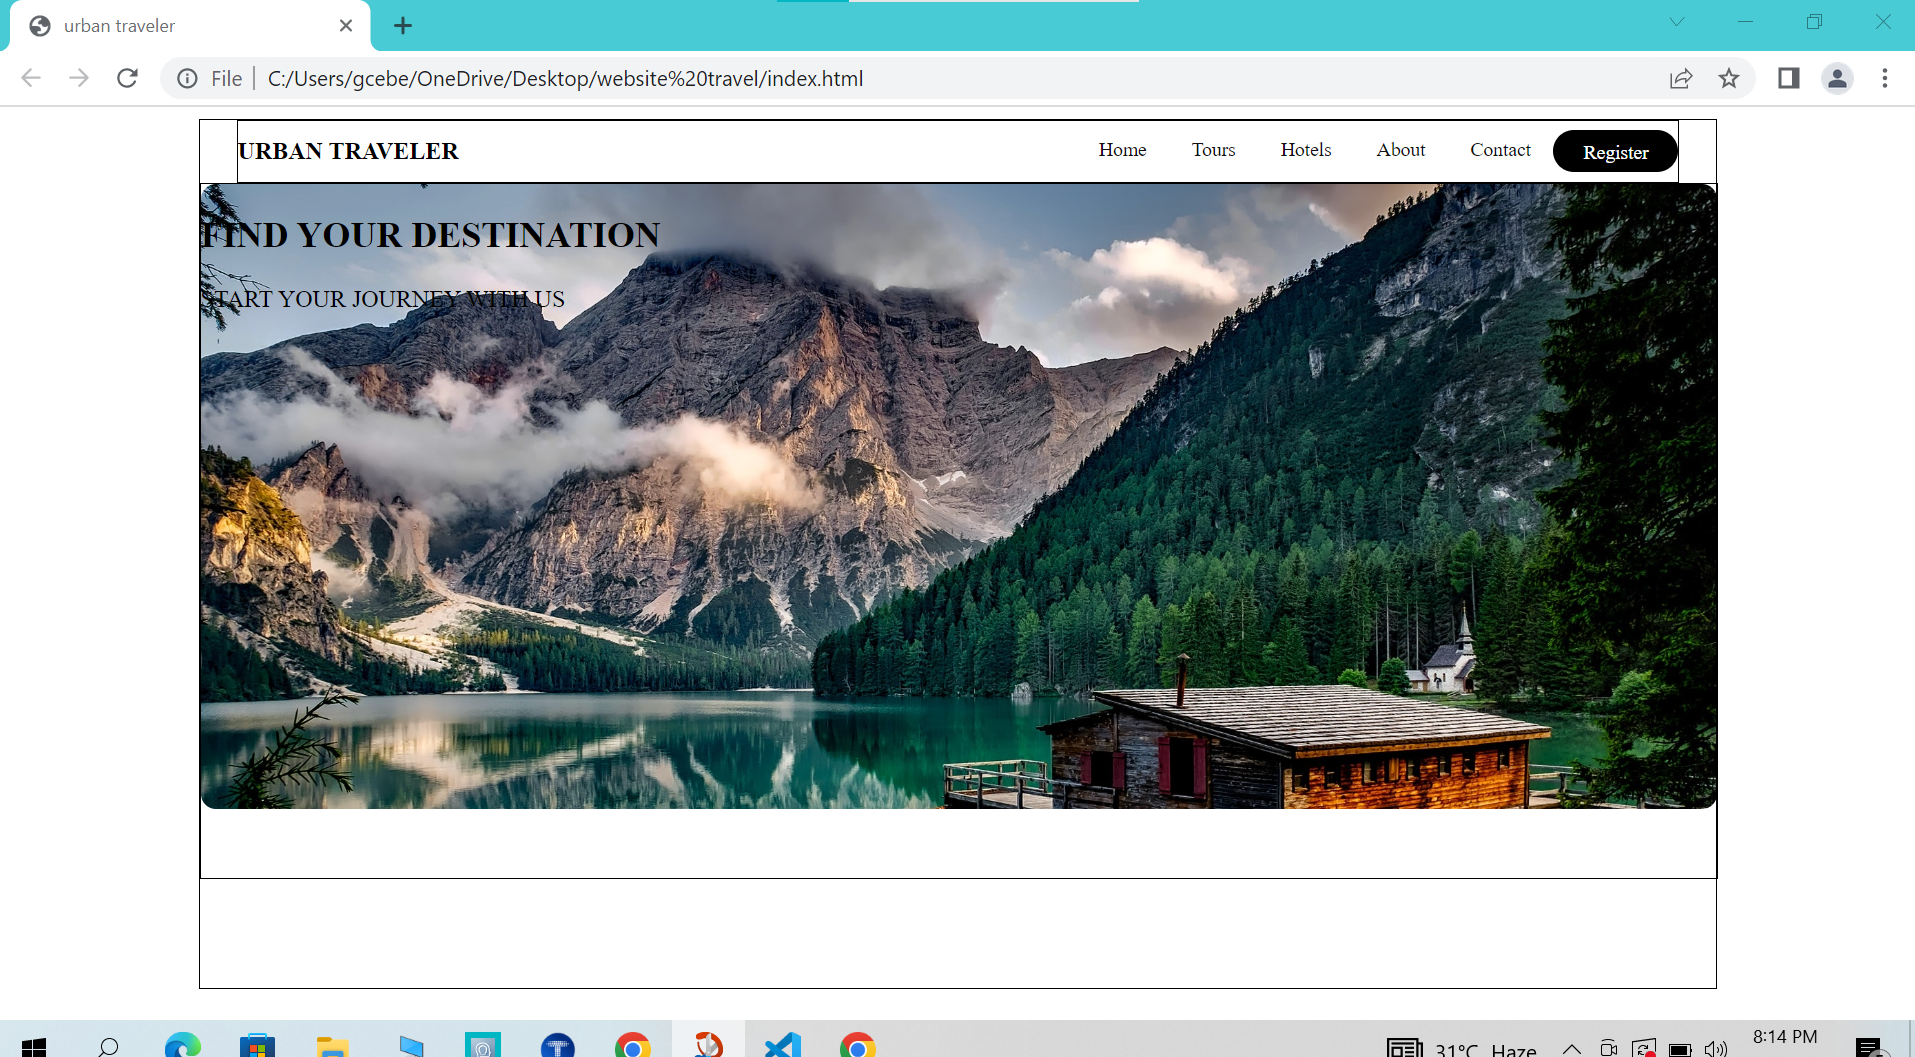 urban traveler
File C:/Users/gcebe/OneDrive/Desktop/website%20travel/index.html
URBAN TRAVELER Home Tours Hotels About Contact Register
FIND YOUR DESTINATION
START YOUR JOURNEY WITH US
31°C Haze 8:14 PM